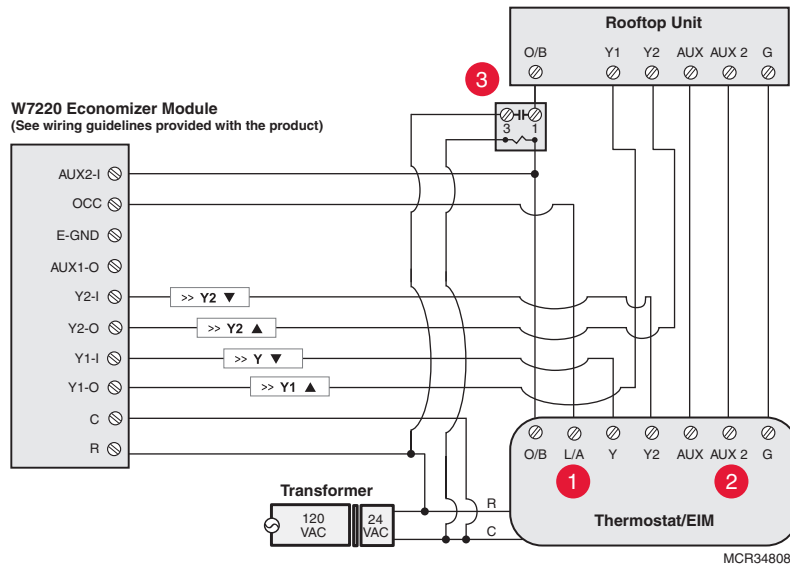 Rooftop Unit
O/B Y1 Y2 AUX AUX 2 G
3
3 1
W7220 Economizer Module
(See wiring guidelines provided with the product)
AUX2-I
OCC
E-GND
AUX1-O
Y2-I >> Y2 ▼
Y2-O >> Y2 ▲
Y1-I >> Y ▼
Y1-O >> Y1 ▲
C
R
O/B L/A Y Y2 AUX AUX 2 G
1 2
Transformer
120 VAC
24 VAC
R
C
Thermostat/EIM
MCR34808